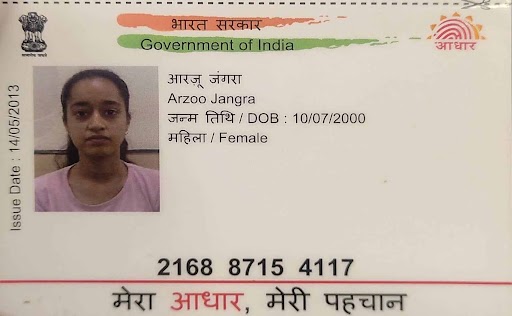 भारत सरकार
Government of India
आधार
Issue Date : 14/05/2013
आरज़ू जंगरा
Arzoo Jangra
जन्म तिथि / DOB : 10/07/2000
महिला / Female
2168 8715 4117
मेरा आधार, मेरी पहचान